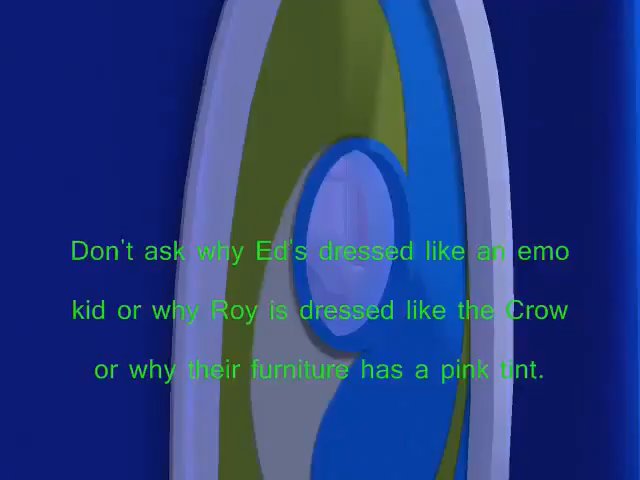 Don't ask why Ed's dressed like an emo
kid or why Roy is dressed like the Crow
or why their furniture has a pink tint.